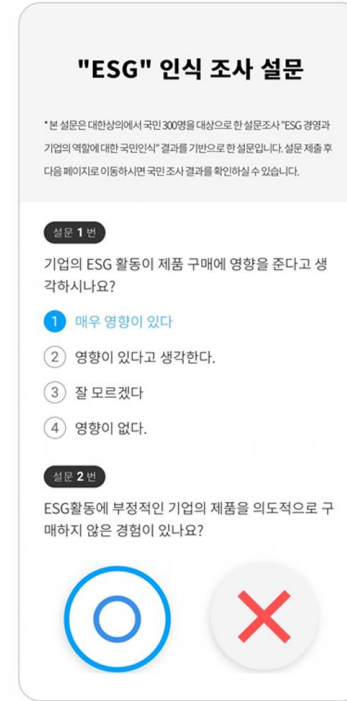 "ESG" 인식 조사 설문
* 본 설문은 대한상의에서 국민 300명을 대상으로 한 설문조사 "ESG 경영과
기업의 역할에 대한 국민인식" 결과를 기반으로 한 설문입니다. 설문 제출 후
다음 페이지로 이동하시면 국민 조사 결과를 확인하실 수 있습니다.
설문 1 번
기업의 ESG 활동이 제품 구매에 영향을 준다고 생
각하시나요?
1 매우 영향이 있다
2 영향이 있다고 생각한다.
3 잘 모르겠다
4 영향이 없다.
설문 2 번
ESG활동에 부정적인 기업의 제품을 의도적으로 구
매하지 않은 경험이 있나요?